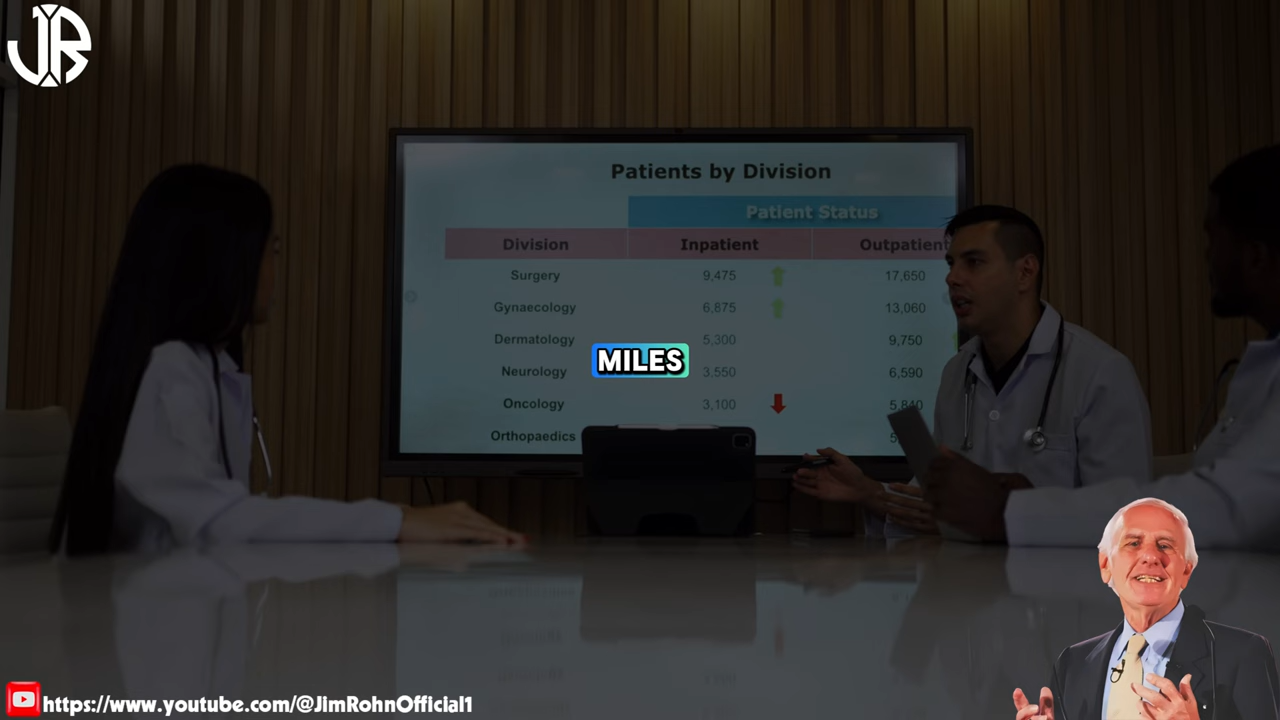 JR
Patients by Division
Patient Status
Division Inpatient Outpatient
Surgery 9,475 17,650
Gynaecology 6,875 13,060
Dermatology 5,300 9,750
MILES
Neurology 3,550 6,590
Oncology 3,100 5,840
Orthopaedics
https://www.youtube.com/@JimRohnOfficial1